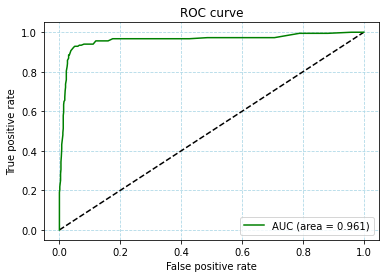 ROC curve
1.0
0.8
0.6
0.4
0.2
0.0
True positive rate
AUC (area = 0.961)
0.0 0.2 0.4 0.6 0.8 1.0
False positive rate